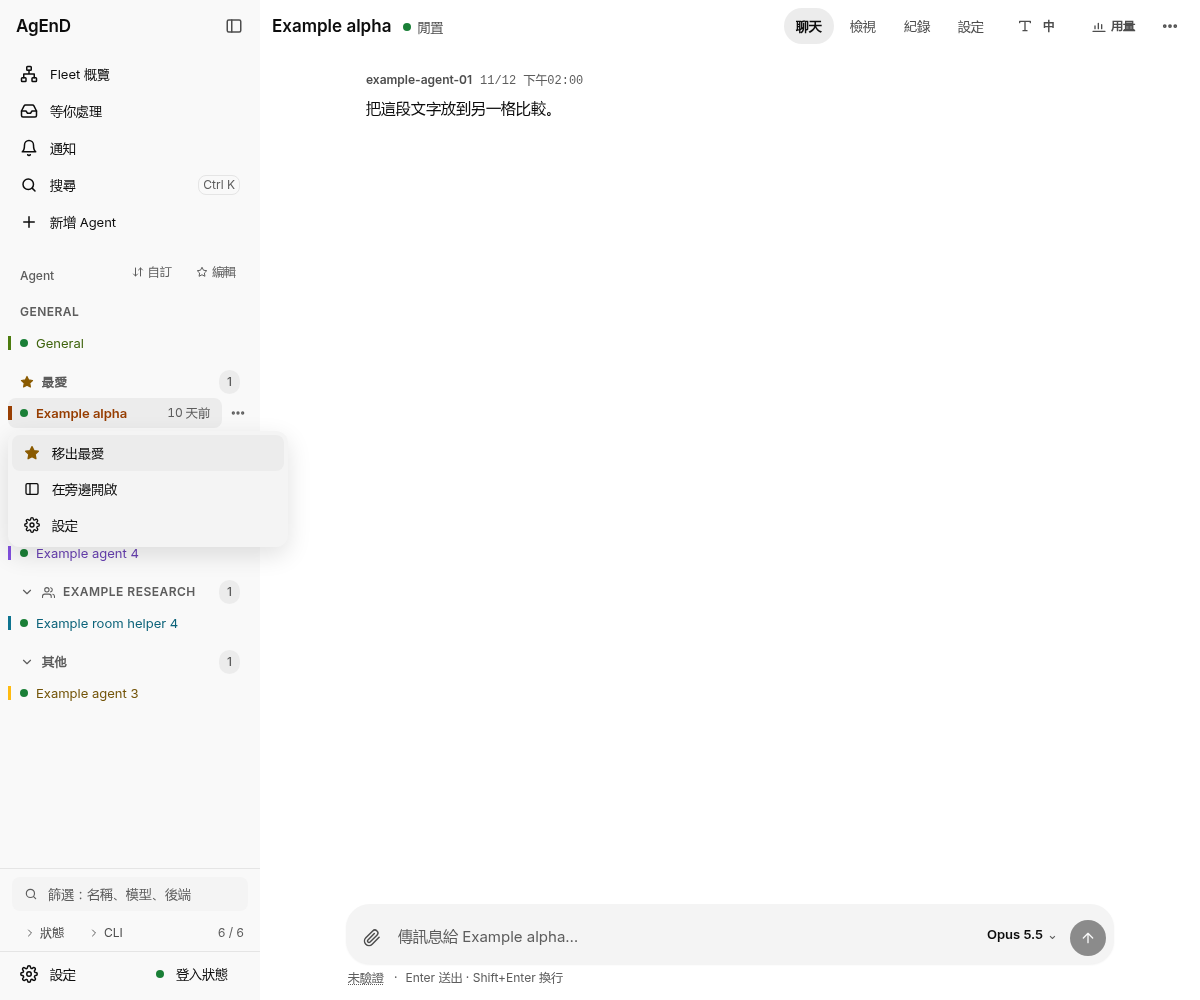 AgEnD
Fleet 概覽
等你處理
通知
搜尋 Ctrl K
新增 Agent
Agent 自訂 編輯
GENERAL
General
最愛 1
Example alpha 10 天前 •••
移出最愛
在旁邊開啟
設定
Example agent 4
EXAMPLE RESEARCH 1
Example room helper 4
其他 1
Example agent 3
篩選：名稱、模型、後端
狀態 CLI 6 / 6
設定 登入狀態
Example alpha 閒置 聊天 檢視 紀錄 設定 中 用量 •••
example-agent-01 11/12 下午02:00
把這段文字放到另一格比較。
傳訊息給 Example alpha... Opus 5.5
未驗證 · Enter 送出 · Shift+Enter 換行